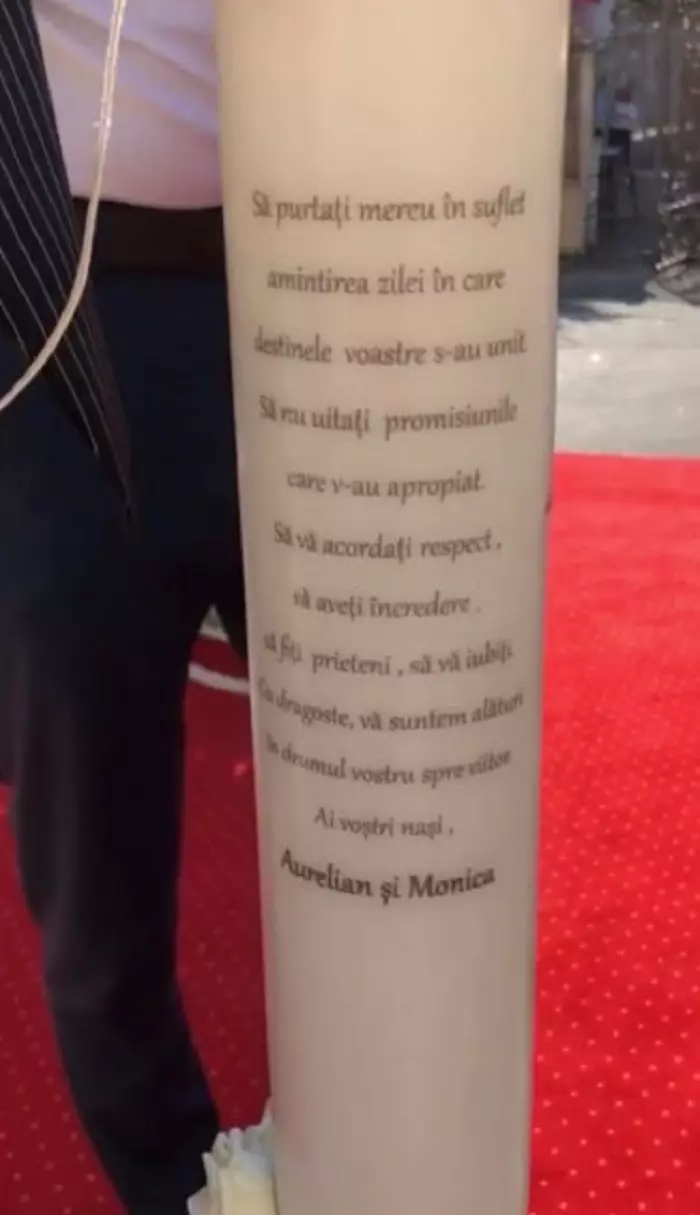 Să purtați mereu în suflet
amintirea zilei în care
destinele voastre s-au unit
Să nu uitați promisiunile
care v-au apropiat.
Să vă acordați respect,
să aveți încredere.
să fiți prieteni, să vă iubiți.
Cu dragoste, vă suntem alături
în drumul vostru spre viitor
Ai voștri nași,
Aurelian și Monica